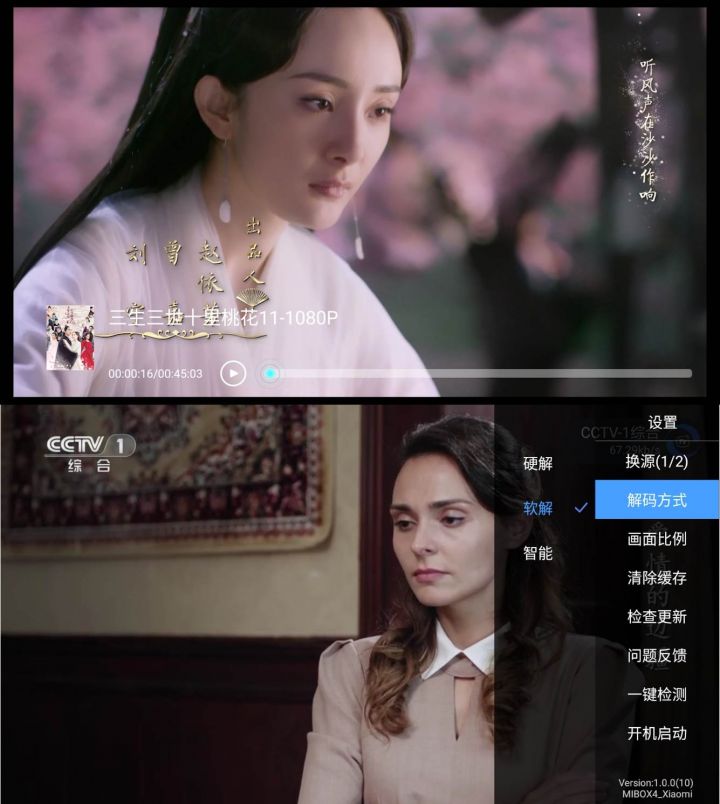 听风声在沙沙作响
出品人
赵依芳
曾嘉
刘
三生三世十里桃花11-1080P
00:00:16/00:45:03
CCTV 1
综合
CCTV-1综合
设置
换源(1/2)
解码方式
画面比例
清除缓存
检查更新
问题反馈
一键检测
开机启动
硬解
软解
智能
Version:1.0.0(10)
MIBOX4_Xiaomi